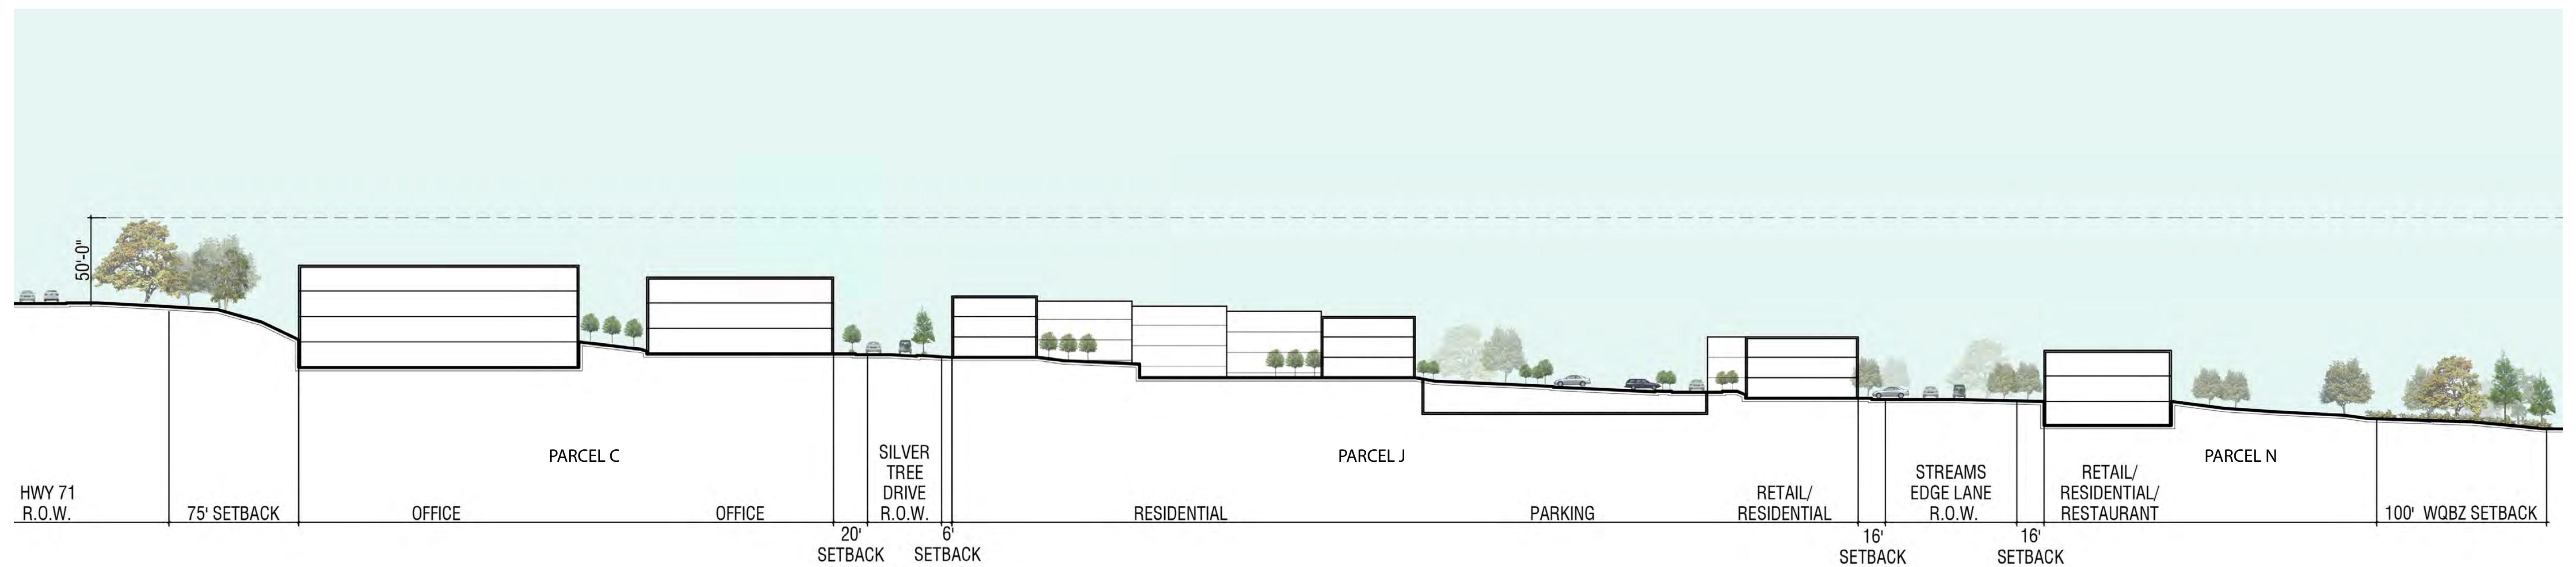 50'-0"
PARCEL C
PARCEL J
PARCEL N
HWY 71
R.O.W.
75' SETBACK
OFFICE
OFFICE
20'
SETBACK
SILVER
TREE
DRIVE
R.O.W.
6'
SETBACK
RESIDENTIAL
PARKING
RETAIL/
RESIDENTIAL
16'
SETBACK
STREAMS
EDGE LANE
R.O.W.
16'
SETBACK
RETAIL/
RESIDENTIAL/
RESTAURANT
100' WQBZ SETBACK